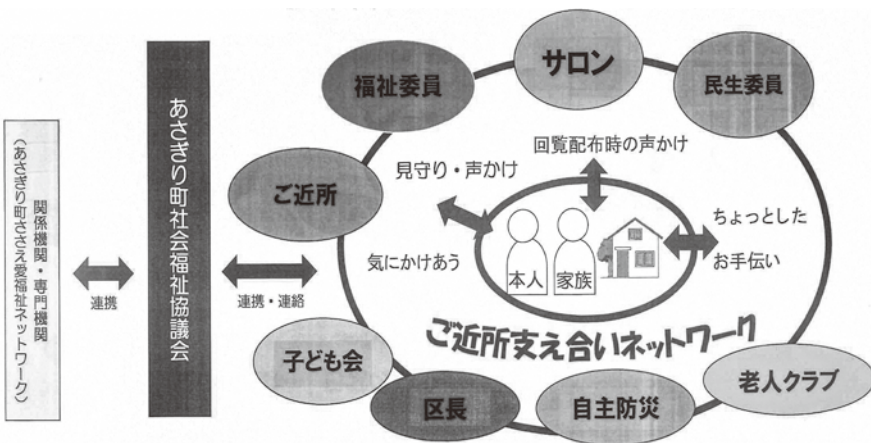 関係機関・専門機関
（あさぎり町ささえ愛福祉ネットワーク）
連携
あさぎり町社会福祉協議会
連携・連絡
サロン
福祉委員
民生委員
ご近所
回覧配布時の声かけ
見守り・声かけ
ちょっとした
お手伝い
気にかけあう
本人
家族
ご近所支え合いネットワーク
子ども会
区長
自主防災
老人クラブ